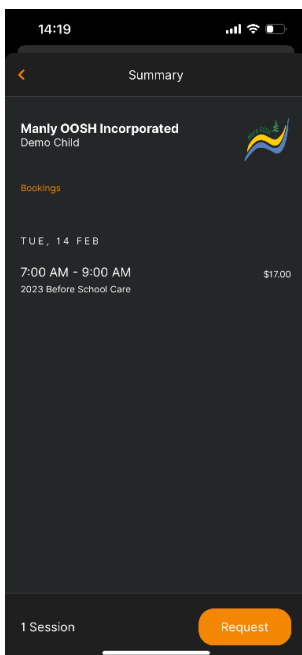 14:19
Summary
Manly OOSH Incorporated
Demo Child
Bookings
TUE, 14 FEB
7:00 AM - 9:00 AM
$17.00
2023 Before School Care
1 Session
Request